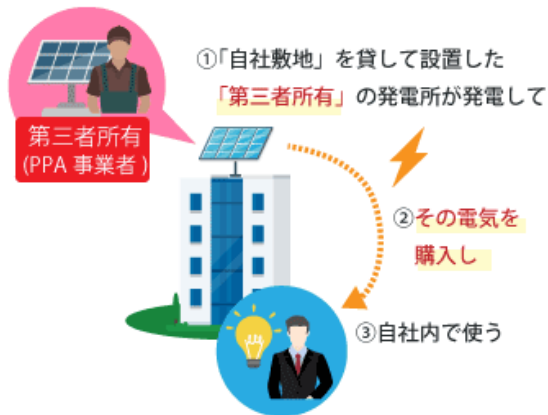 ①「自社敷地」を貸して設置した
「第三者所有」の発電所が発電して
第三者所有
(PPA 事業者)
②その電気を
購入し
③自社内で使う